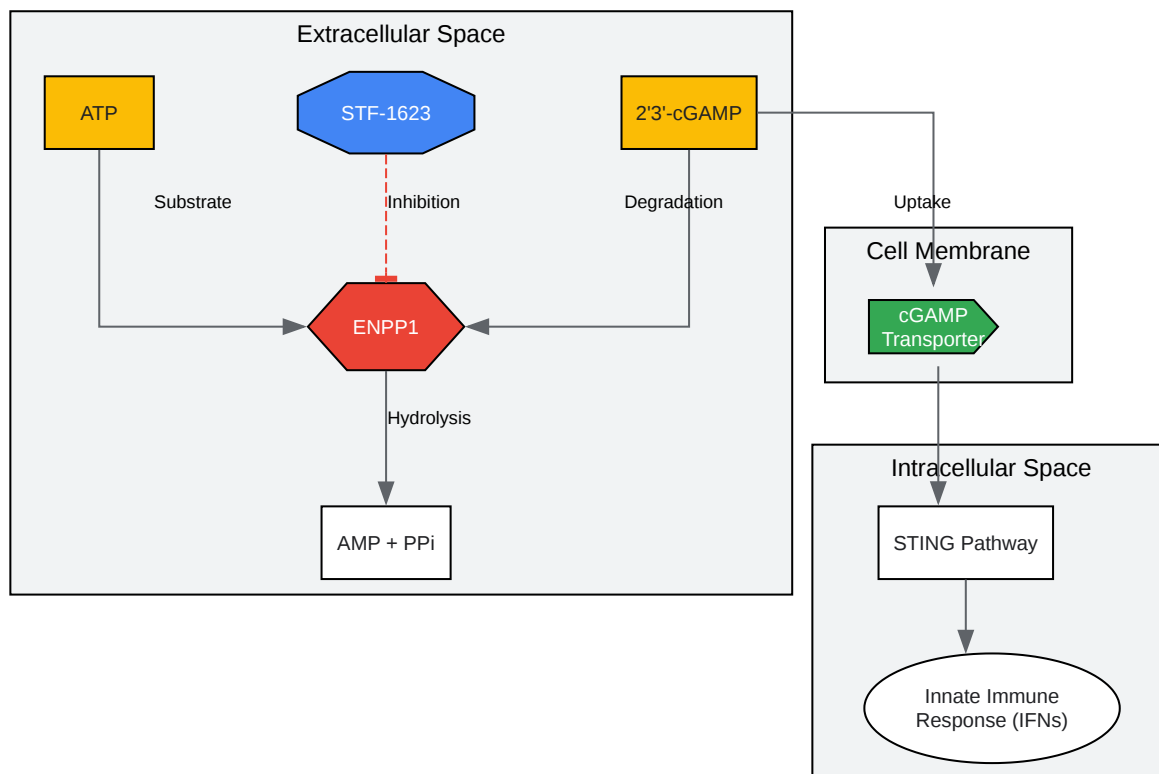 Extracellular Space
ATP
STF-1623
2'3'-cGAMP
Substrate
Inhibition
Degradation
Uptake
Cell Membrane
cGAMP
Transporter
ENPP1
Hydrolysis
Intracellular Space
AMP + PPi
STING Pathway
Innate Immune
Response (IFNs)